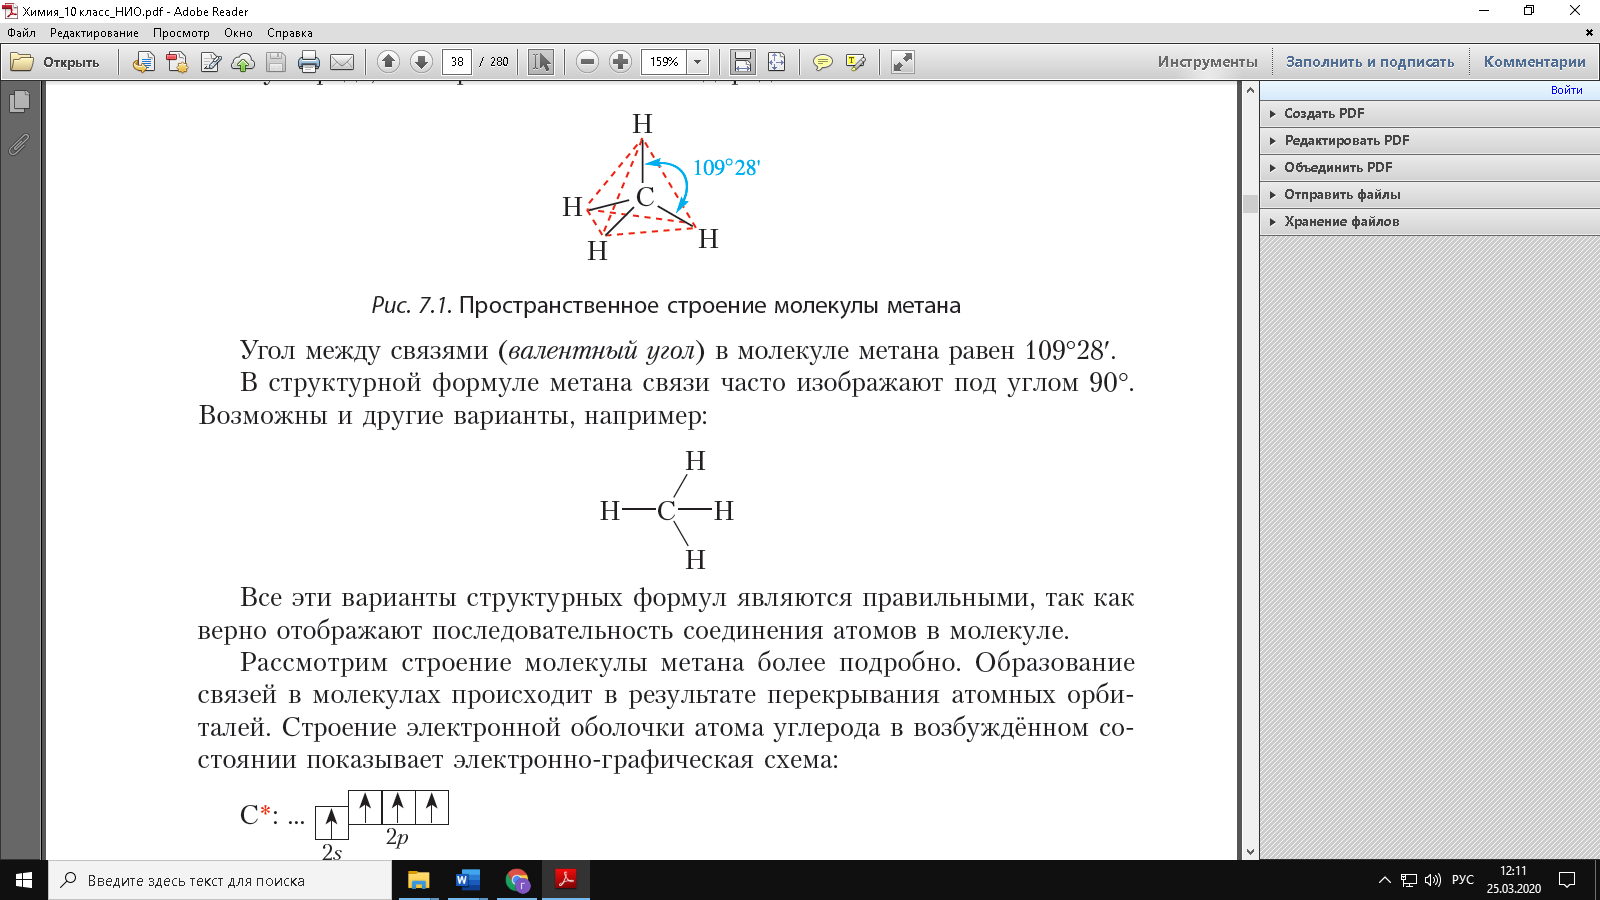 Химия_10 класс_НИО.pdf - Adobe Reader
Файл Редактирование Просмотр Окно Справка
Открыть 38 / 280 159% Инструменты Заполнить и подписать Комментарии
Войти
Создать PDF
Редактировать PDF
Объединить PDF
Отправить файлы
Хранение файлов
H
109°28'
C
H
H
H
Рис. 7.1. Пространственное строение молекулы метана
Угол между связями (валентный угол) в молекуле метана равен 109°28′.
В структурной формуле метана связи часто изображают под углом 90°.
Возможны и другие варианты, например:
H
H C H
H
Все эти варианты структурных формул являются правильными, так как
верно отображают последовательность соединения атомов в молекуле.
Рассмотрим строение молекулы метана более подробно. Образование
связей в молекулах происходит в результате перекрывания атомных орби-
талей. Строение электронной оболочки атома углерода в возбуждённом со-
стоянии показывает электронно-графическая схема:
C*: ...
2p
2s
Введите здесь текст для поиска
РУС
12:11
25.03.2020